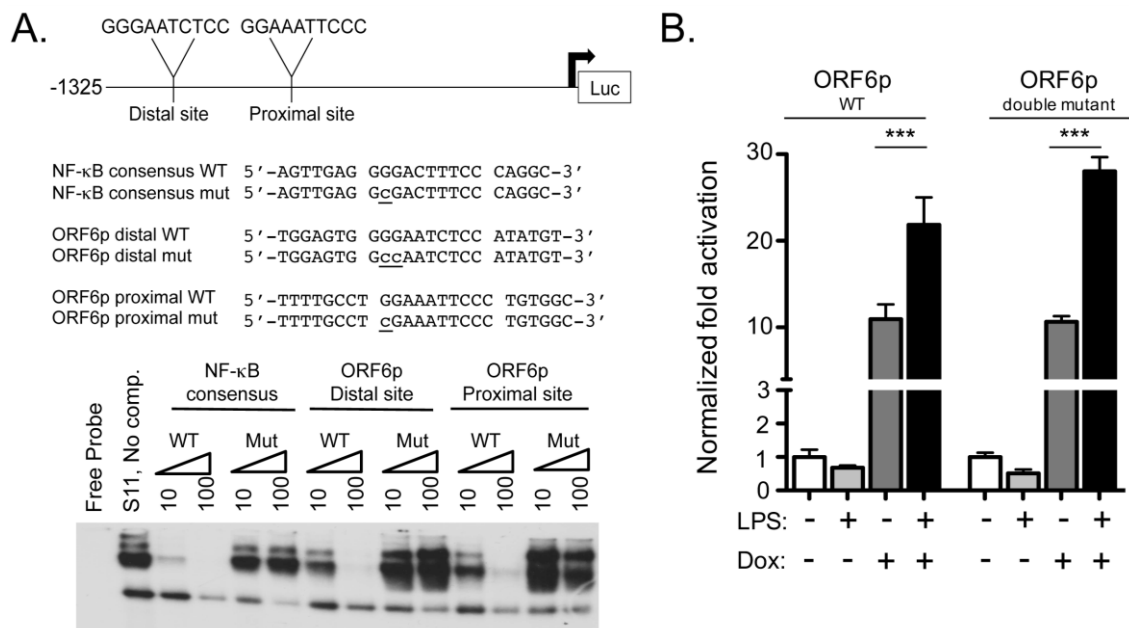 A.
GGGAATCTCC GGAAATTCCC
-1325
Luc
Distal site Proximal site
NF-κB consensus WT 5'-AGTTGAG GGGACTTTCC CAGGC-3'
NF-κB consensus mut 5'-AGTTGAG GcGACTTTCC CAGGC-3'
ORF6p distal WT 5'-TGGAGTG GGGAATCTCC ATATGT-3'
ORF6p distal mut 5'-TGGAGTG GccAATCTCC ATATGT-3'
ORF6p proximal WT 5'-TTTTGCCT GGAAATTCCC TGTGGC-3'
ORF6p proximal mut 5'-TTTTGCCT cGAAATTCCC TGTGGC-3'
NF-κB consensus ORF6p Distal site ORF6p Proximal site
WT Mut WT Mut WT Mut
Free Probe S11, No comp. 10 100 10 100 10 100 10 100 10 100 10 100
B.
ORF6p WT ORF6p double mutant
*** ***
Normalized fold activation
30
20
10
3
2
1
0
LPS: - + - + - + - +
Dox: - - + + - - + +